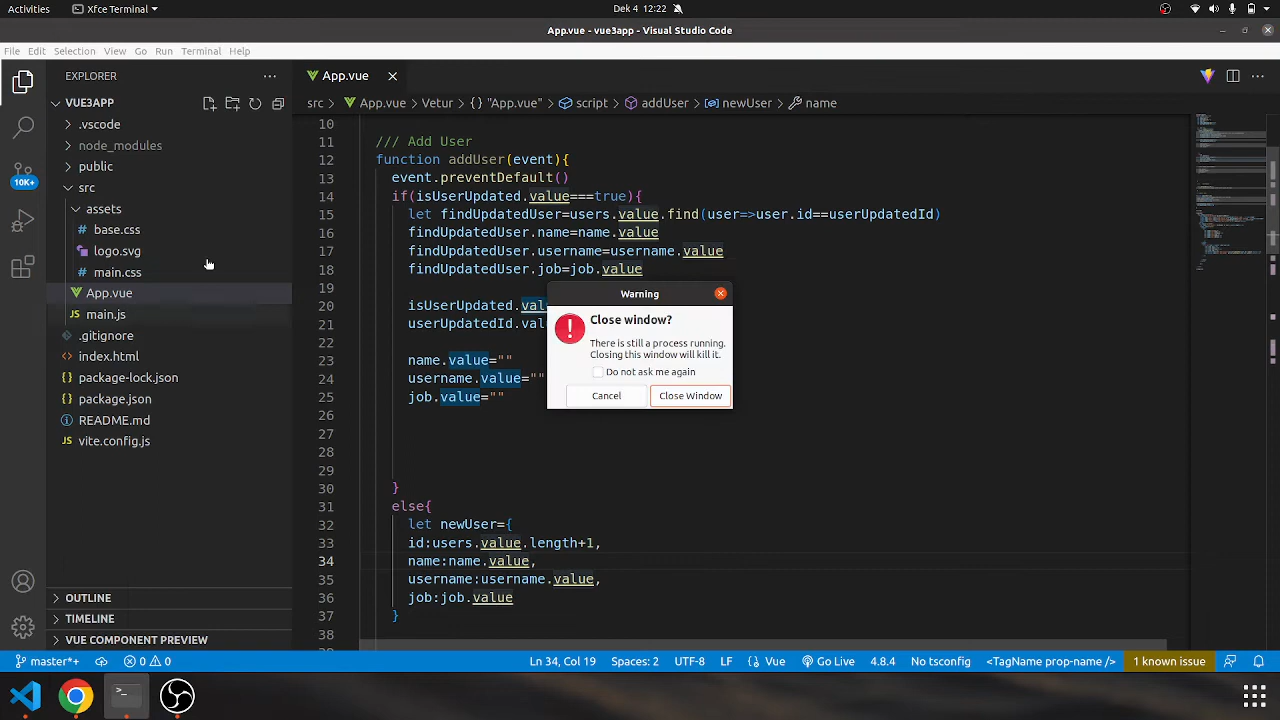 Activities
Xfce Terminal
Dek 4 12:22
App.vue - vue3app - Visual Studio Code
File Edit Selection View Go Run Terminal Help
EXPLORER
VUE3APP
.vscode
node_modules
public
src
assets
base.css
logo.svg
main.css
App.vue
main.js
.gitignore
index.html
package-lock.json
package.json
README.md
vite.config.js
OUTLINE
TIMELINE
VUE COMPONENT PREVIEW
10K+
App.vue
src > App.vue > Vetur > {} "App.vue" > script > addUser > newUser > name
10
11 /// Add User
12 function addUser(event){
13 event.preventDefault()
14 if(isUserUpdated.value===true){
15 let findUpdatedUser=users.value.find(user=>user.id==userUpdatedId)
16 findUpdatedUser.name=name.value
17 findUpdatedUser.username=username.value
18 findUpdatedUser.job=job.value
19
20 isUserUpdated.val
21 userUpdatedId.val
22
23 name.value=""
24 username.value=""
25 job.value=""
26
27
28
29
30 }
31 else{
32 let newUser={
33 id:users.value.length+1,
34 name:name.value,
35 username:username.value,
36 job:job.value
37 }
38
Warning
Close window?
There is still a process running.
Closing this window will kill it.
Do not ask me again
Cancel
Close Window
master*+
0 0
Ln 34, Col 19
Spaces: 2
UTF-8
LF
{} Vue
Go Live
4.8.4
No tsconfig
<TagName prop-name />
1 known issue